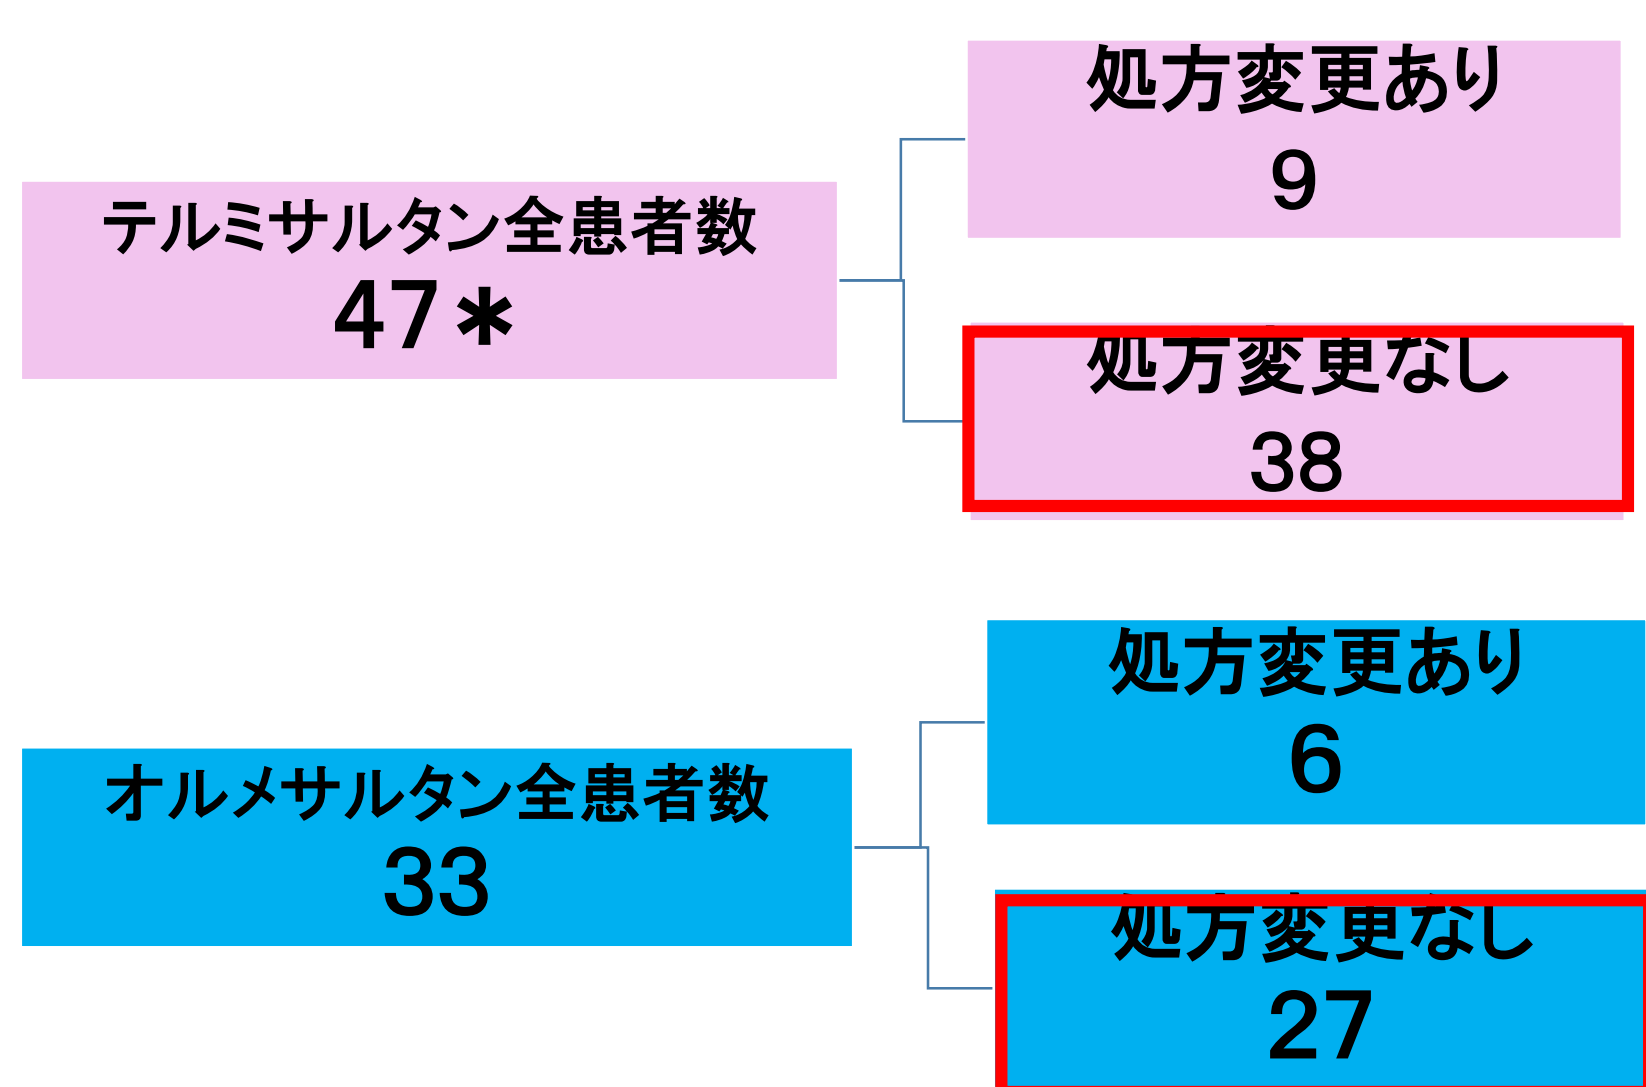 処方変更あり
9
テルミサルタン全患者数
47*
処方変更なし
38
処方変更あり
6
オルメサルタン全患者数
33
処方変更なし
27